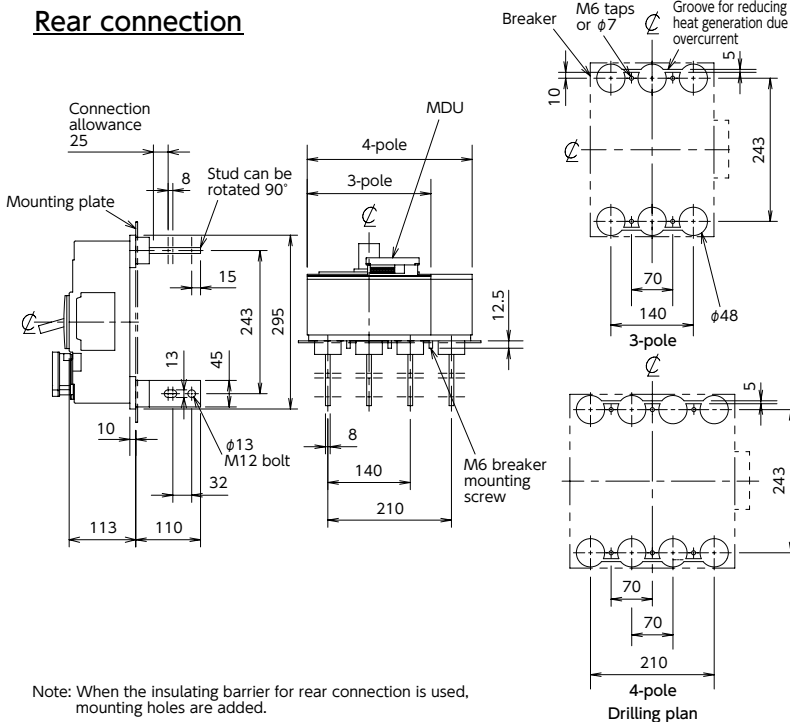 Rear connection
Connection
allowance
25
8
Stud can be
rotated 90°
Mounting plate
15
243
295
13
45
10
φ13
M12 bolt
32
113
110
MDU
4-pole
3-pole
12.5
8
140
210
M6 breaker
mounting
screw
Breaker
M6 taps
or φ7
Groove for reducing
heat generation due
overcurrent
5
10
243
70
140
φ48
3-pole
5
243
70
70
210
4-pole
Drilling plan
Note: When the insulating barrier for rear connection is used,
mounting holes are added.